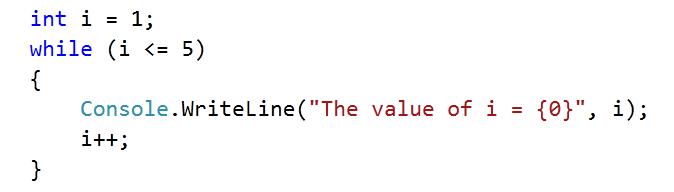 int i = 1;
while (i <= 5)
{
    Console.WriteLine("The value of i = {0}", i);
    i++;
}